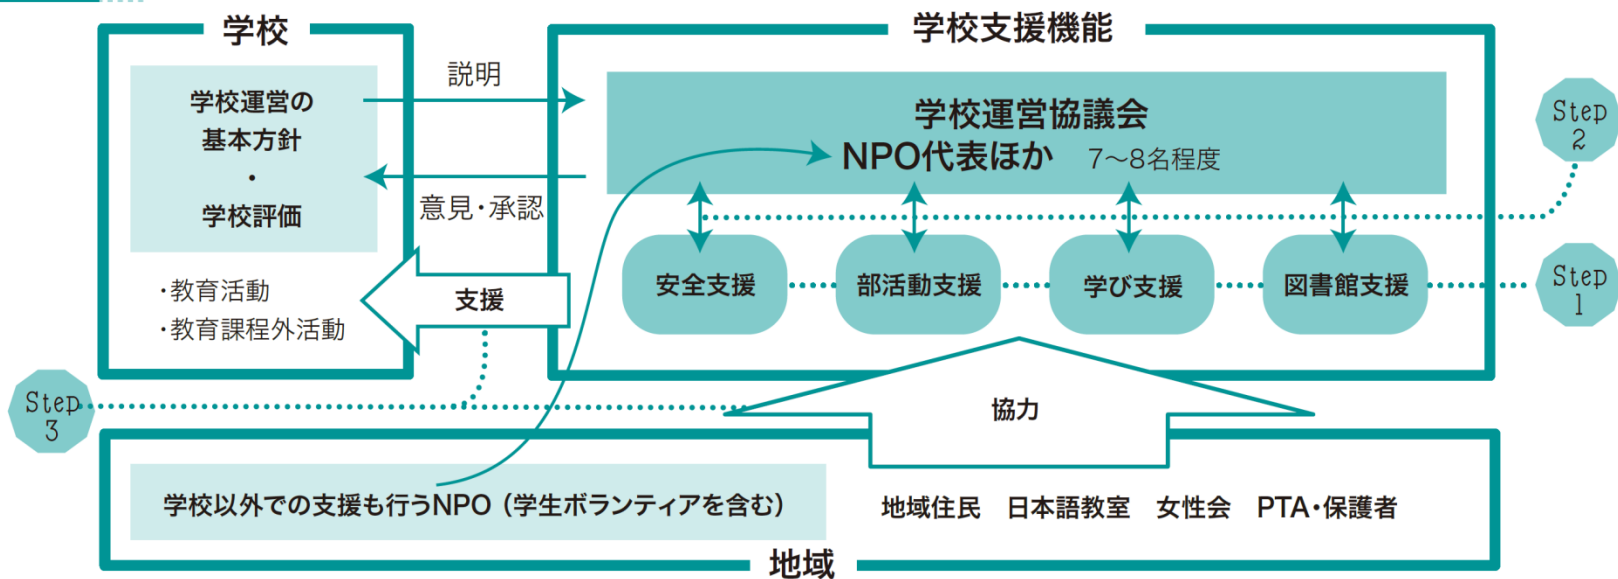 学校
学校運営の
基本方針
・
学校評価
・教育活動
・教育課程外活動
説明
意見・承認
支援
学校支援機能
学校運営協議会
NPO代表ほか 7〜8名程度
安全支援
部活動支援
学び支援
図書館支援
Step
2
Step
1
Step
3
協力
学校以外での支援も行うNPO（学生ボランティアを含む）
地域住民 日本語教室 女性会 PTA・保護者
地域